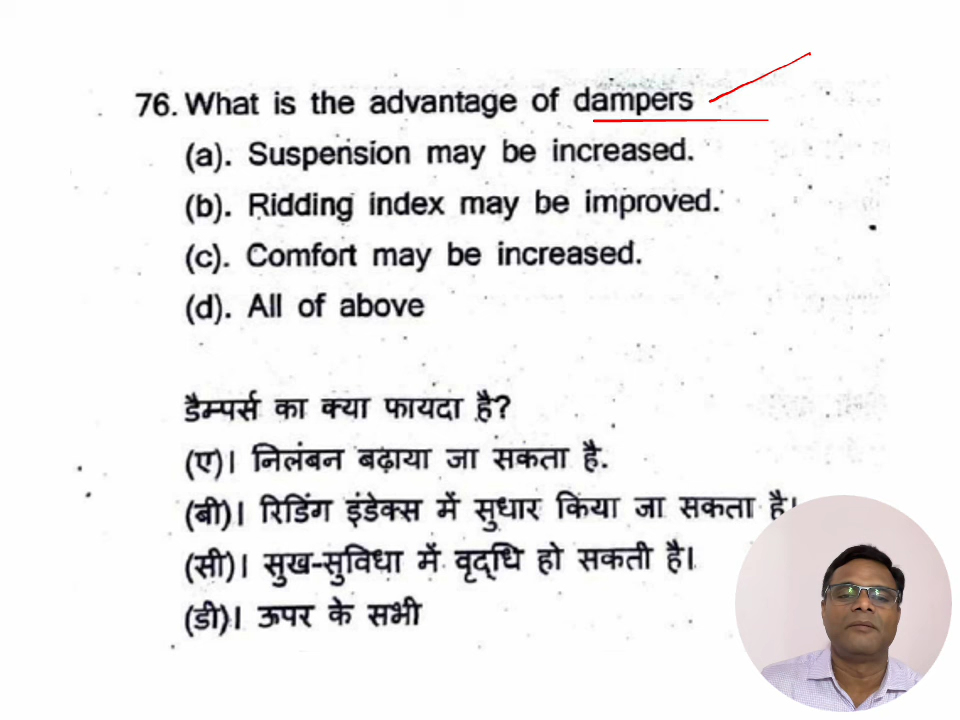 76. What is the advantage of dampers
(a). Suspension may be increased.
(b). Ridding index may be improved.
(c). Comfort may be increased.
(d). All of above
डैम्पर्स का क्या फायदा है?
(ए)। निलंबन बढ़ाया जा सकता है.
(बी)। रिडिंग इंडेक्स में सुधार किया जा सकता है।
(सी)। सुख-सुविधा में वृद्धि हो सकती है।
(डी)। ऊपर के सभी